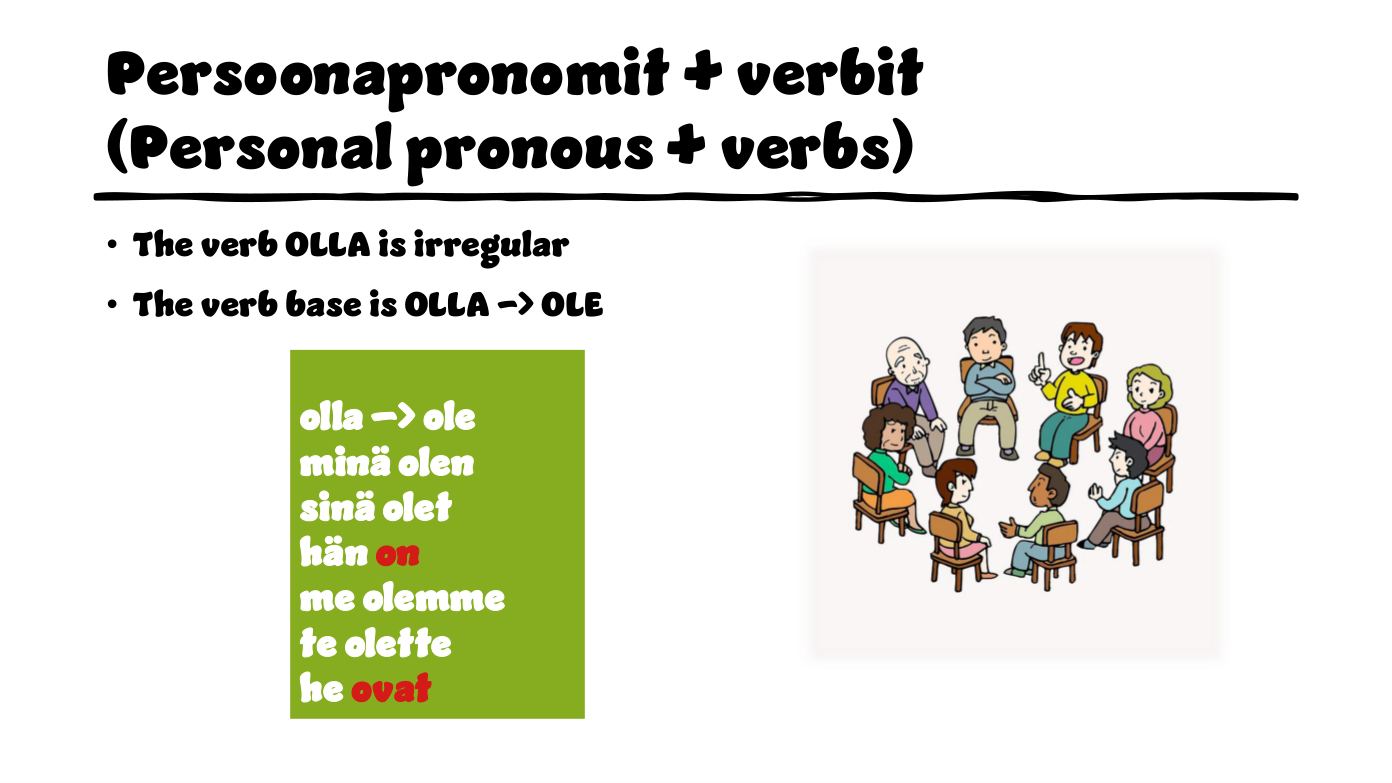 Persoonapronomit + verbit
(Personal pronous + verbs)
• The verb OLLA is irregular
• The verb base is OLLA –> OLE
olla –> ole
minä olen
sinä olet
hän on
me olemme
te olette
he ovat